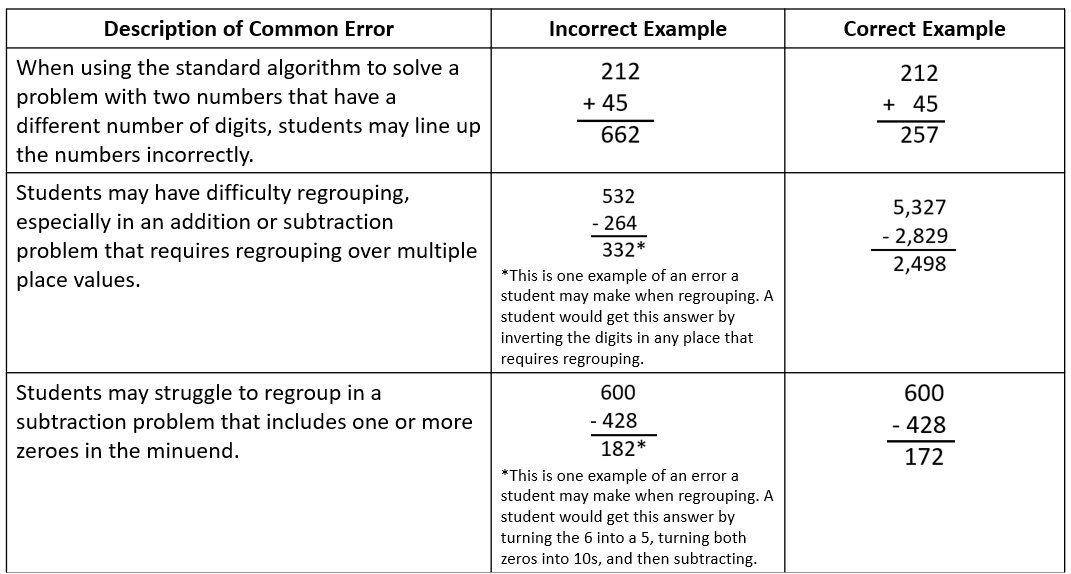 Description of Common Error
Incorrect Example
Correct Example
When using the standard algorithm to solve a
problem with two numbers that have a
different number of digits, students may line up
the numbers incorrectly.
212
+ 45
662
212
+ 45
257
Students may have difficulty regrouping,
especially in an addition or subtraction
problem that requires regrouping over multiple
place values.
532
- 264
332*
*This is one example of an error a
student may make when regrouping. A
student would get this answer by
inverting the digits in any place that
requires regrouping.
5,327
- 2,829
2,498
Students may struggle to regroup in a
subtraction problem that includes one or more
zeroes in the minuend.
600
- 428
182*
*This is one example of an error a
student may make when regrouping. A
student would get this answer by
turning the 6 into a 5, turning both
zeros into 10s, and then subtracting.
600
- 428
172